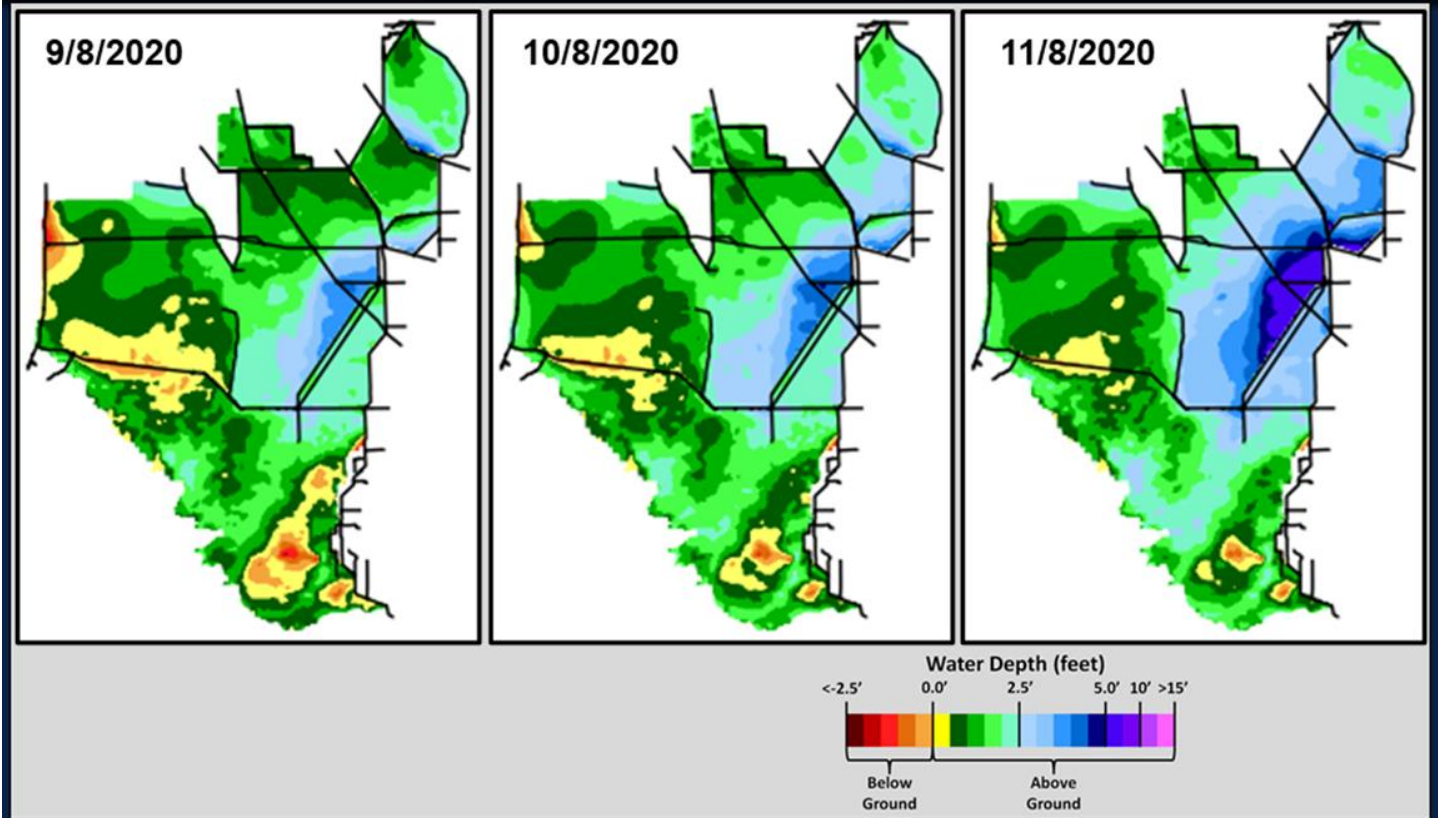 9/8/2020
10/8/2020
11/8/2020
Water Depth (feet)
<-2.5' 0.0' 2.5' 5.0' 10' >15'
Below
Ground
Above
Ground